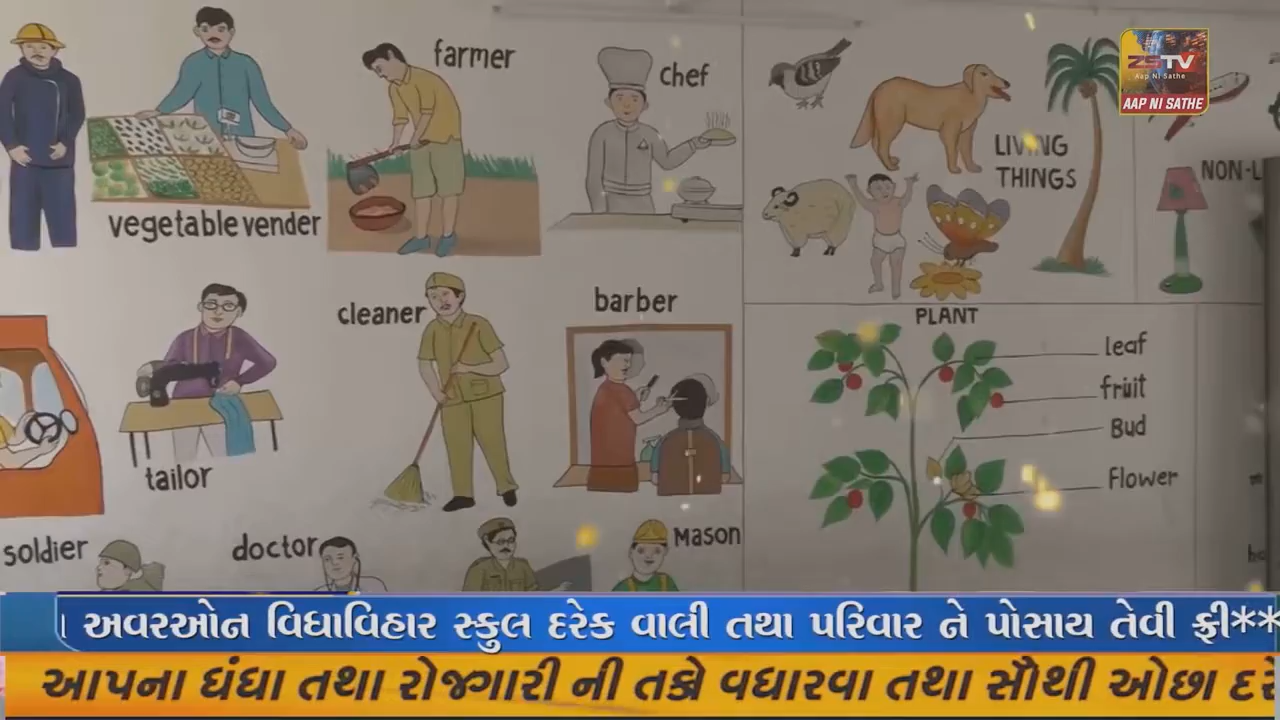 farmer
chef
vegetable vender
cleaner
barber
tailor
soldier
doctor
Mason
LIVING
THINGS
NON-L
PLANT
leaf
fruit
Bud
Flower
ZSTV
Aap Ni Sathe
AAP NI SATHE
અવરઓન વિધાવિહાર સ્કુલ દરેક વાલી તથા પરિવાર ને પોસાય તેવી ફ્રી**
આપના ધંધા તથા રોજગારી ની તકો વધારવા તથા સૌથી ઓછા દરે